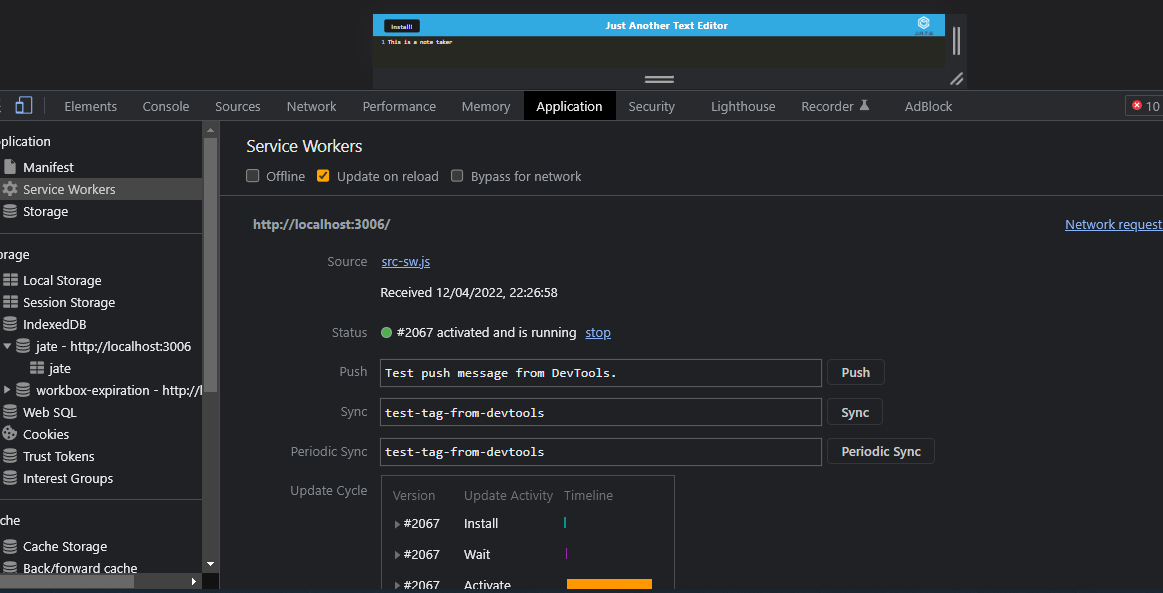 Install!
Just Another Text Editor
1 This is a note taker
Elements Console Sources Network Performance Memory Application Security Lighthouse Recorder AdBlock 10
plication
Manifest
Service Workers
Storage
orage
Local Storage
Session Storage
IndexedDB
jate - http://localhost:3006
jate
workbox-expiration - http://l
Web SQL
Cookies
Trust Tokens
Interest Groups
che
Cache Storage
Back/forward cache
Service Workers
Offline Update on reload Bypass for network
http://localhost:3006/ Network request
Source src-sw.js
Received 12/04/2022, 22:26:58
Status #2067 activated and is running stop
Push Test push message from DevTools. Push
Sync test-tag-from-devtools Sync
Periodic Sync test-tag-from-devtools Periodic Sync
Update Cycle Version Update Activity Timeline
#2067 Install
#2067 Wait
#2067 Activate